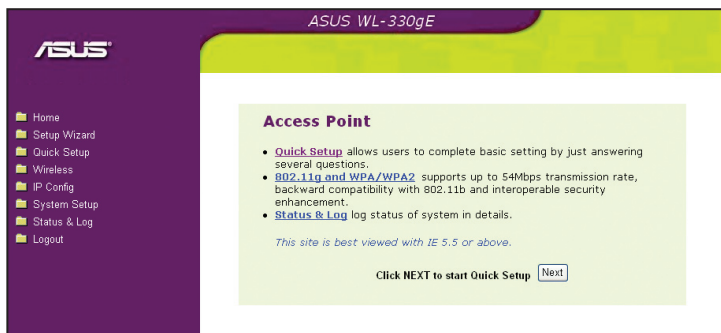 ASUS WL-330gE
ASUS
Home
Setup Wizard
Quick Setup
Wireless
IP Config
System Setup
Status & Log
Logout
Access Point
• Quick Setup allows users to complete basic setting by just answering
several questions.
• 802.11g and WPA/WPA2 supports up to 54Mbps transmission rate,
backward compatibility with 802.11b and interoperable security
enhancement.
• Status & Log log status of system in details.
This site is best viewed with IE 5.5 or above.
Click NEXT to start Quick Setup Next